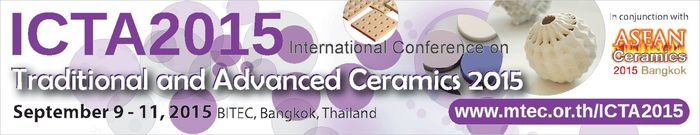 ICTA2015 International Conference on
Traditional and Advanced Ceramics 2015
September 9 - 11, 2015 BITEC, Bangkok, Thailand
www.mtec.or.th/ICTA2015
in conjunction with
ASEAN
Ceramics
2015 Bangkok